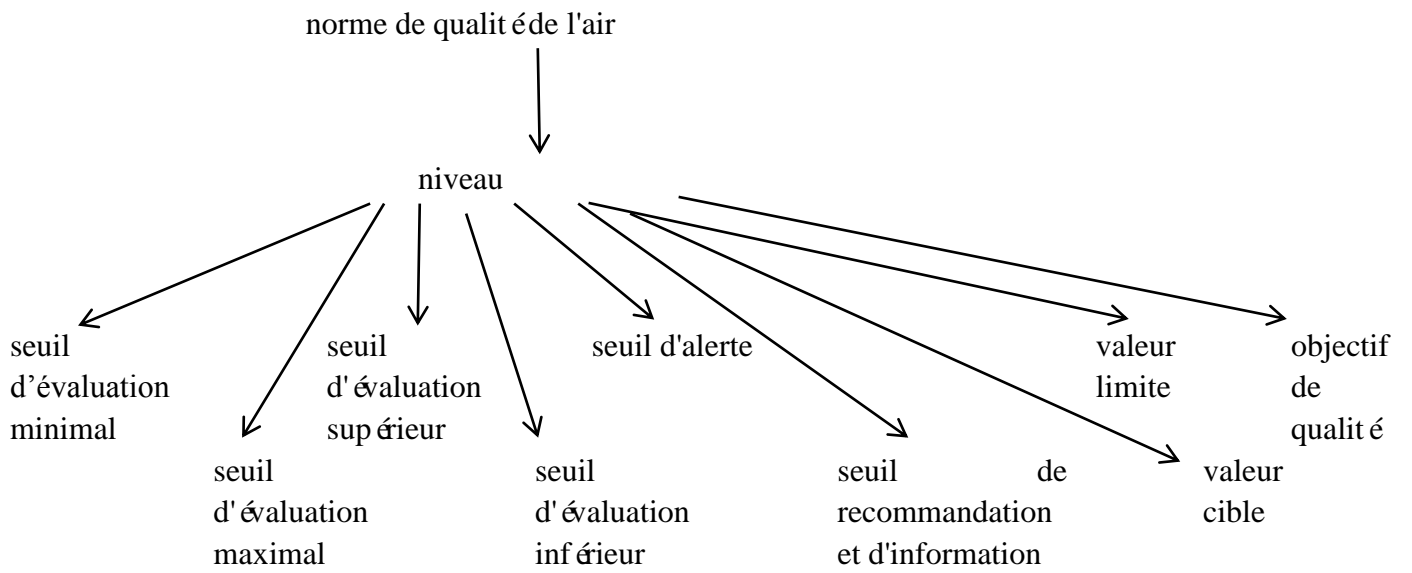 norme de qualité de l'air
niveau
seuil
d'évaluation
minimal
seuil
d'évaluation
maximal
seuil
d'évaluation
supérieur
seuil
d'évaluation
inférieur
seuil d'alerte
seuil de
recommandation
et d'information
valeur
limite
valeur
cible
objectif
de
qualité